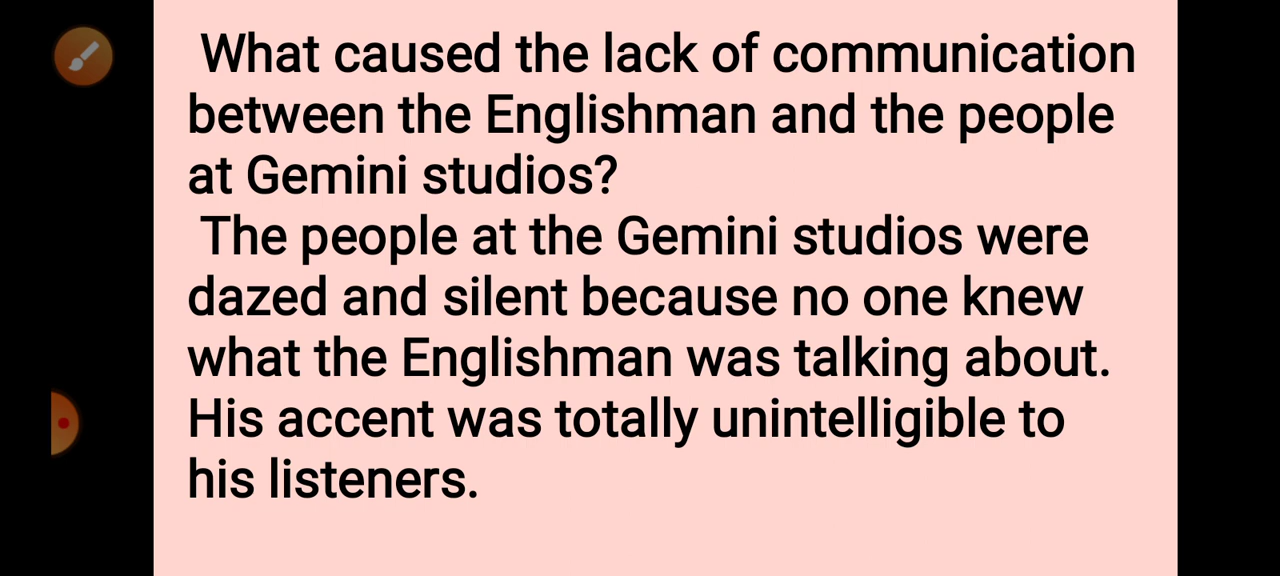 What caused the lack of communication
between the Englishman and the people
at Gemini studios?
The people at the Gemini studios were
dazed and silent because no one knew
what the Englishman was talking about.
His accent was totally unintelligible to
his listeners.